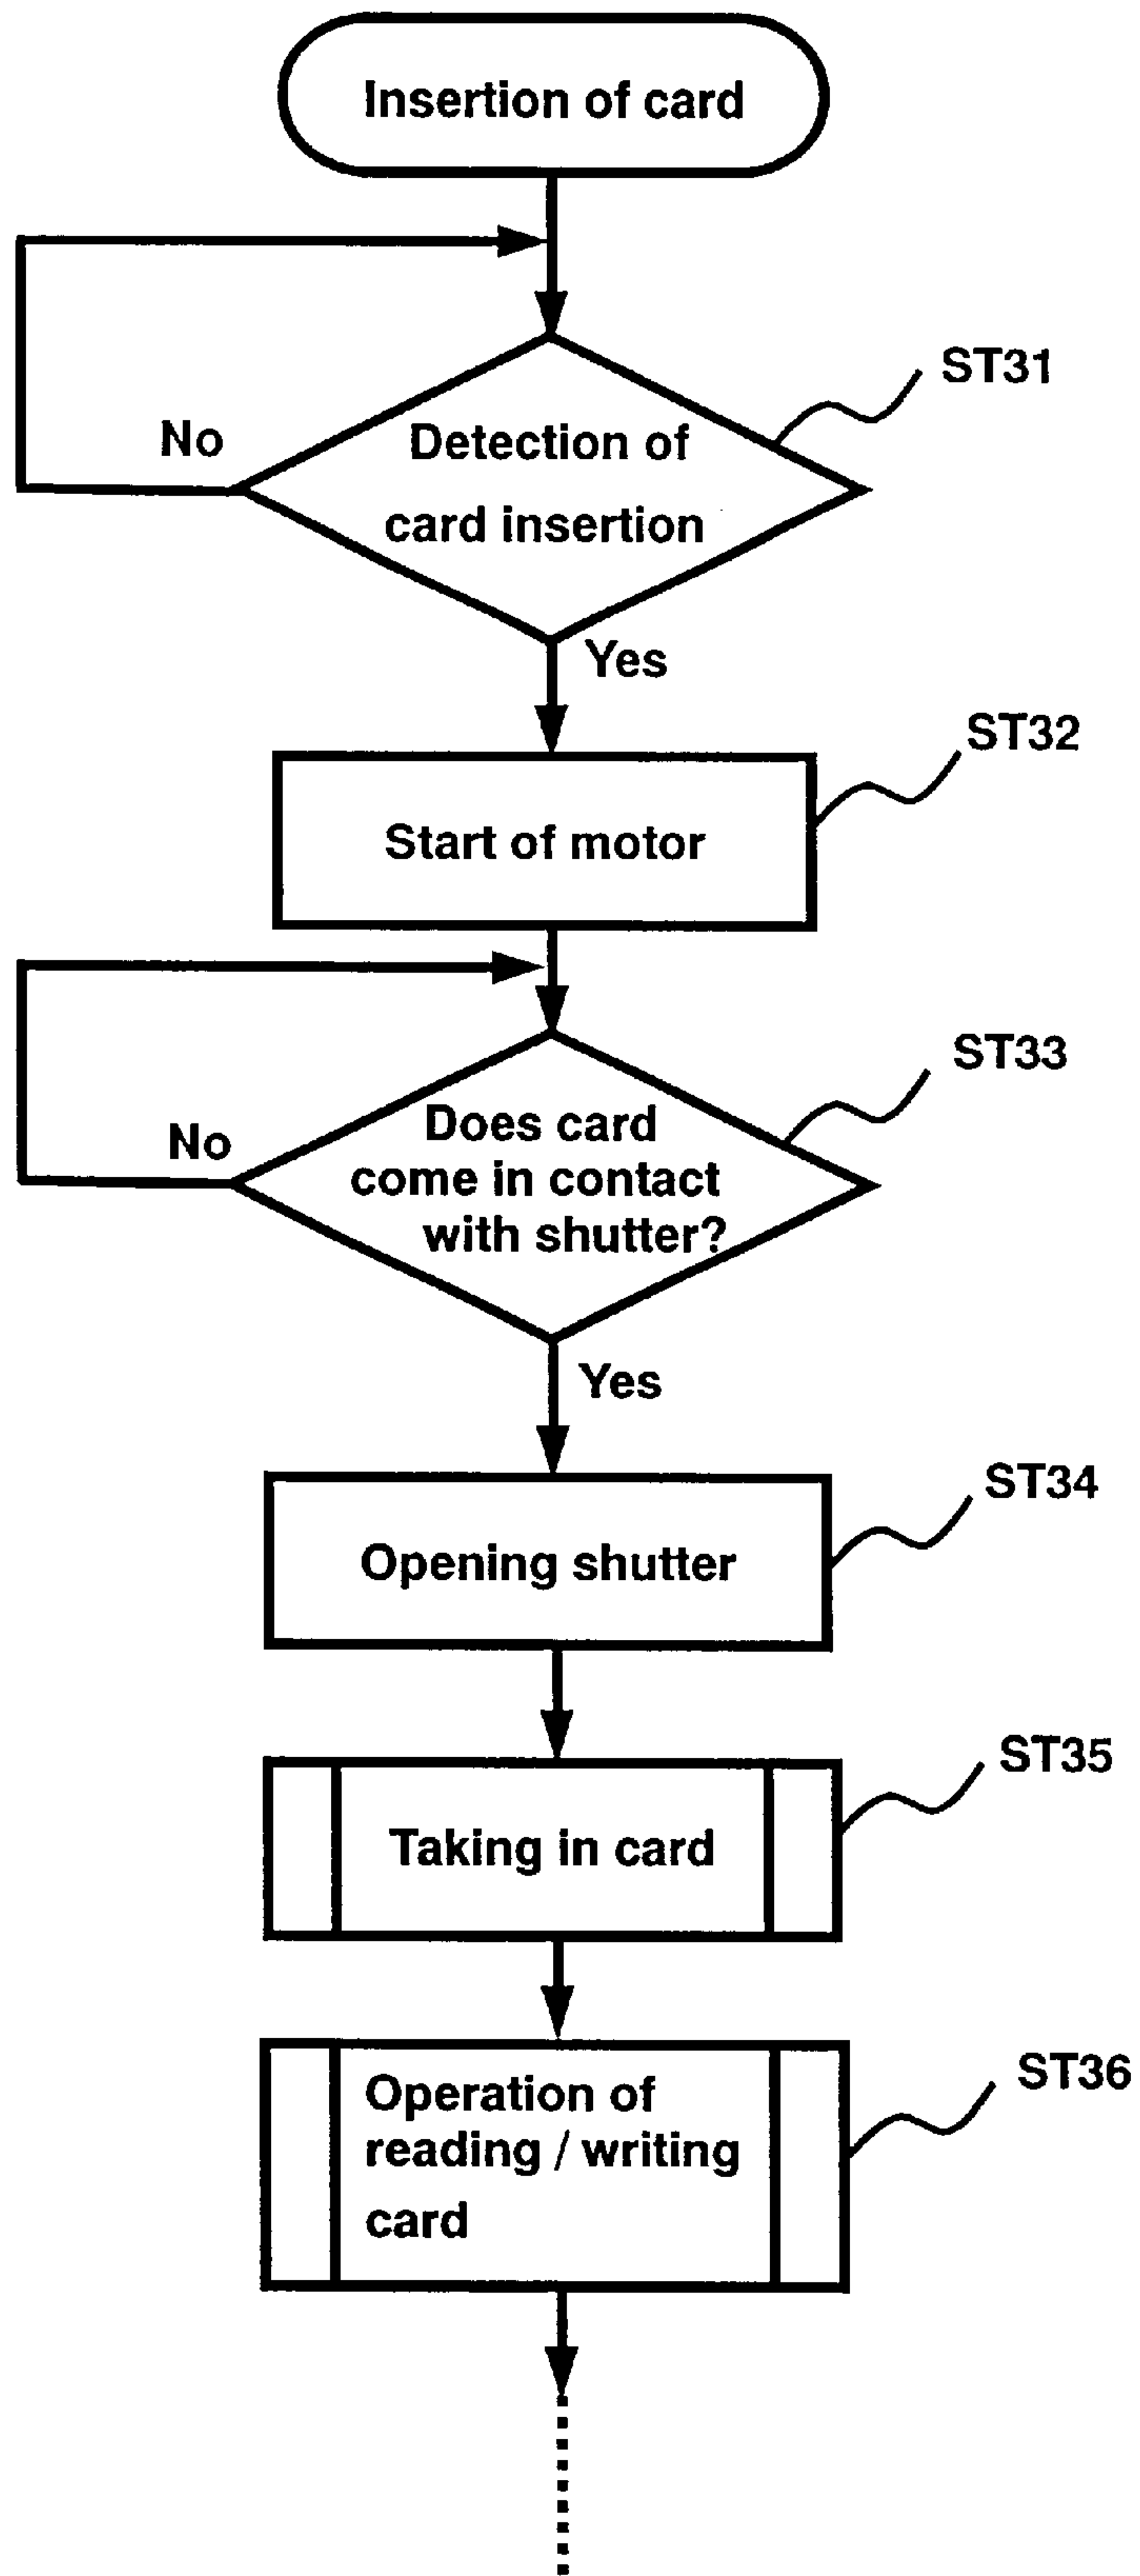 Insertion of card
ST31
No
Detection of
card insertion
Yes
ST32
Start of motor
ST33
No
Does card
come in contact
with shutter?
Yes
ST34
Opening shutter
ST35
Taking in card
ST36
Operation of
reading / writing
card